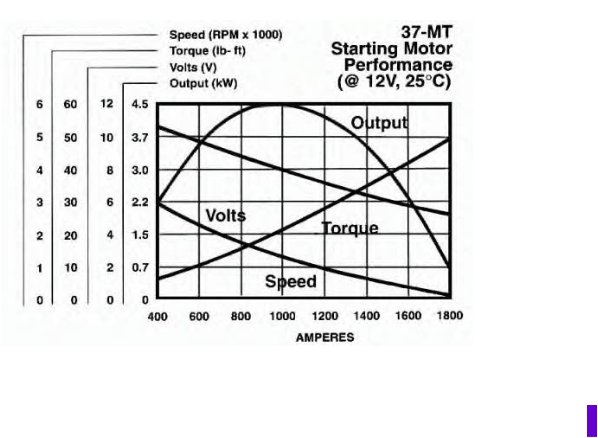 37-MT
Starting Motor
Performance
(@ 12V, 25°C)
Speed (RPM x 1000)
Torque (lb- ft)
Volts (V)
Output (kW)
6 60 12 4.5
5 50 10 3.7
4 40 8 3.0
3 30 6 2.2
2 20 4 1.5
1 10 2 0.7
0 0 0 0
Output
Volts
Torque
Speed
400 600 800 1000 1200 1400 1600 1800
AMPERES